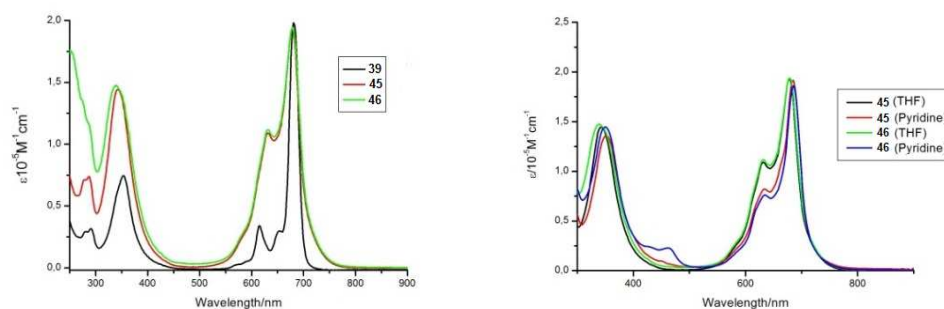 2,0
1,5
1,0
0,5
0,0
ε10⁻⁵M⁻¹cm⁻¹
39
45
46
300 400 500 600 700 800 900
Wavelength/nm
2,5
2,0
1,5
1,0
0,5
0,0
ε/10⁻⁵M⁻¹cm⁻¹
45 (THF)
45 (Pyridine)
46 (THF)
46 (Pyridine)
400 600 800
Wavelength/nm